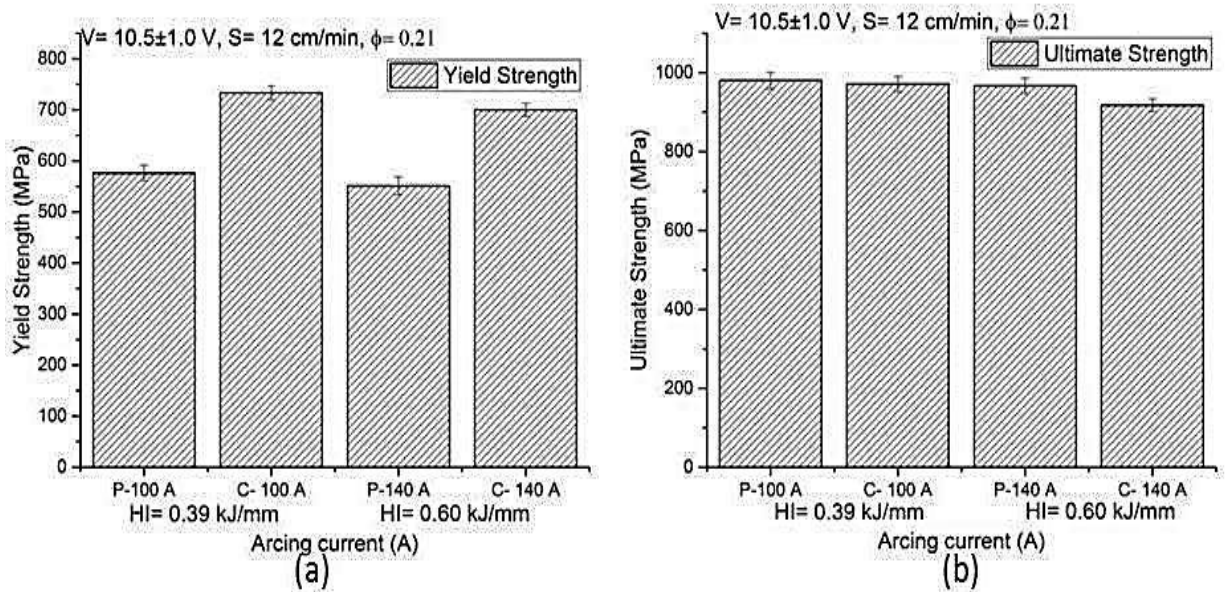 V= 10.5±1.0 V, S= 12 cm/min, ϕ= 0.21
Yield Strength
Yield Strength (MPa)
800
700
600
500
400
300
200
100
0
P-100 A C- 100 A P-140 A C- 140 A
HI= 0.39 kJ/mm HI= 0.60 kJ/mm
Arcing current (A)
(a)
V= 10.5±1.0 V, S= 12 cm/min, ϕ= 0.21
Ultimate Strength
Ultimate Strength (MPa)
1000
800
600
400
200
0
P-100 A C- 100 A P-140 A C- 140 A
HI= 0.39 kJ/mm HI= 0.60 kJ/mm
Arcing current (A)
(b)